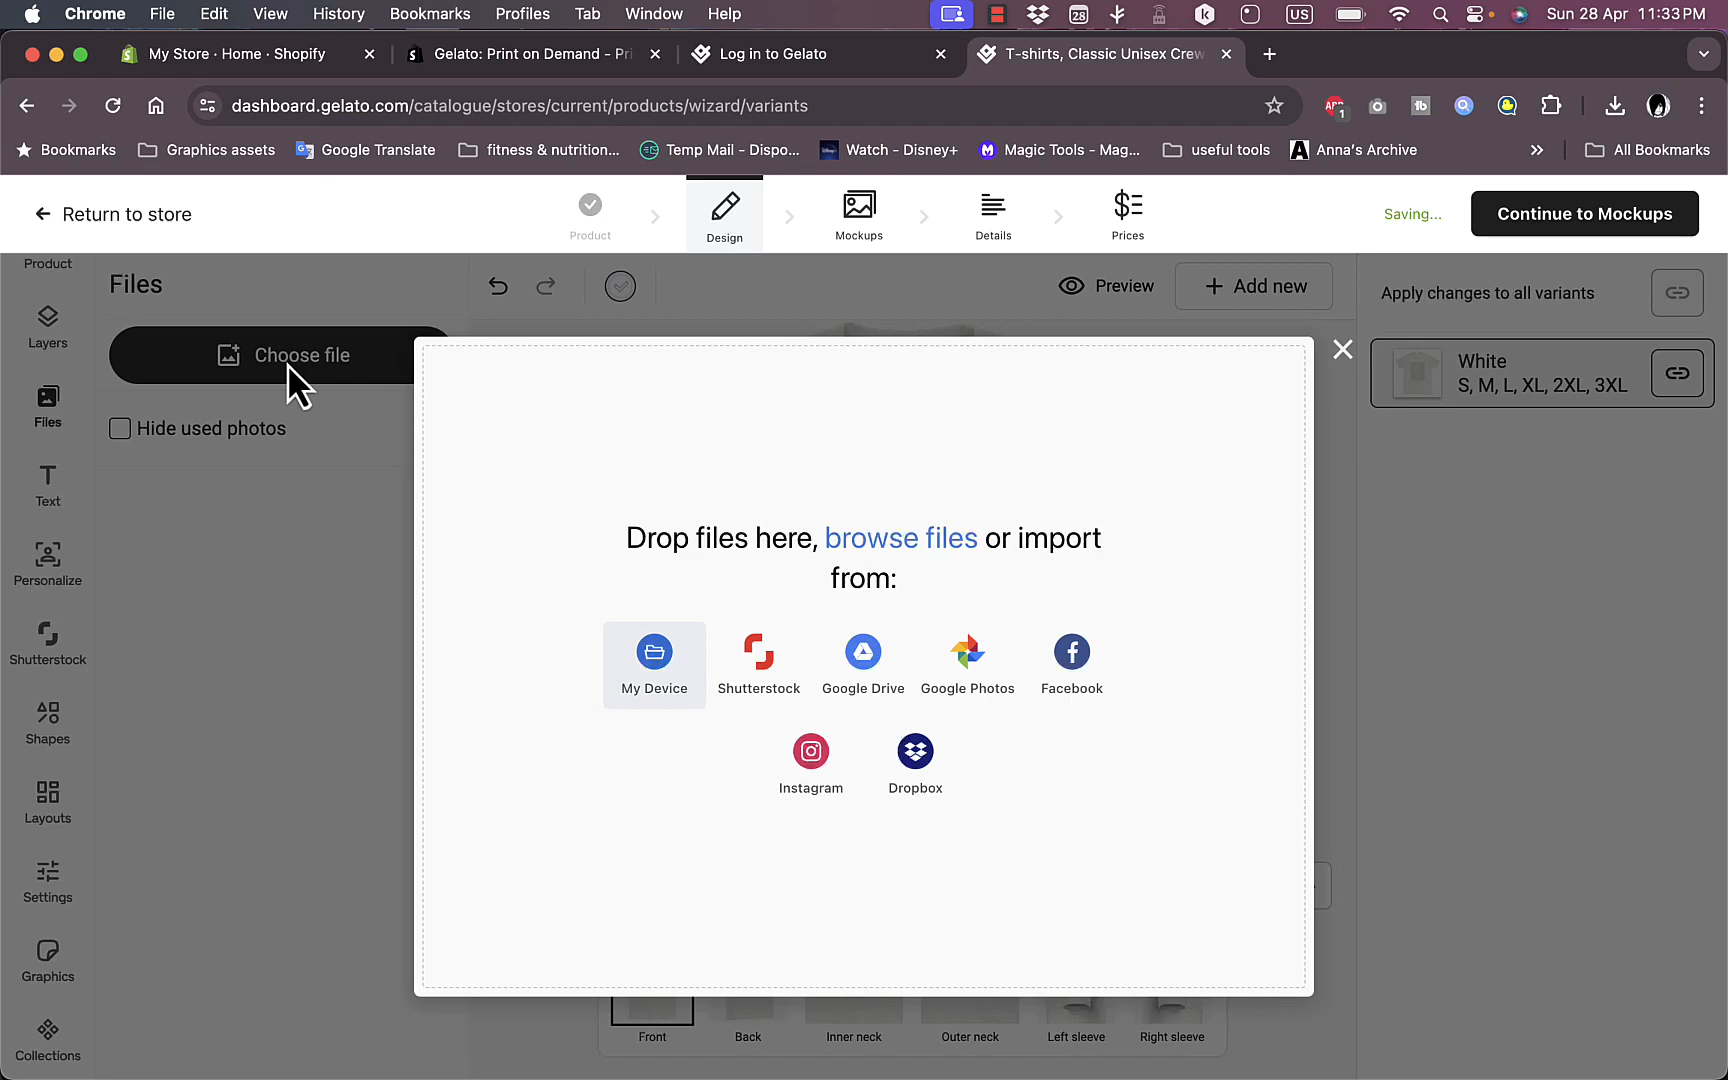 Chrome File Edit View History Bookmarks Profiles Tab Window Help 28 US Sun 28 Apr 11:33 PM
My Store · Home · Shopify Gelato: Print on Demand - Pri Log in to Gelato T-shirts, Classic Unisex Crew
dashboard.gelato.com/catalogue/stores/current/products/wizard/variants
Bookmarks Graphics assets Google Translate fitness & nutrition... Temp Mail - Dispo... Watch - Disney+ Magic Tools - Mag... useful tools Anna's Archive All Bookmarks
Return to store
Product
Design
Mockups
Details
Prices
Saving...
Continue to Mockups
Product
Layers
Files
Text
Personalize
Shutterstock
Shapes
Layouts
Settings
Graphics
Collections
Files
Choose file
Hide used photos
Preview
Add new
Apply changes to all variants
White
S, M, L, XL, 2XL, 3XL
Drop files here, browse files or import
from:
My Device Shutterstock Google Drive Google Photos Facebook
Instagram Dropbox
Front Back Inner neck Outer neck Left sleeve Right sleeve